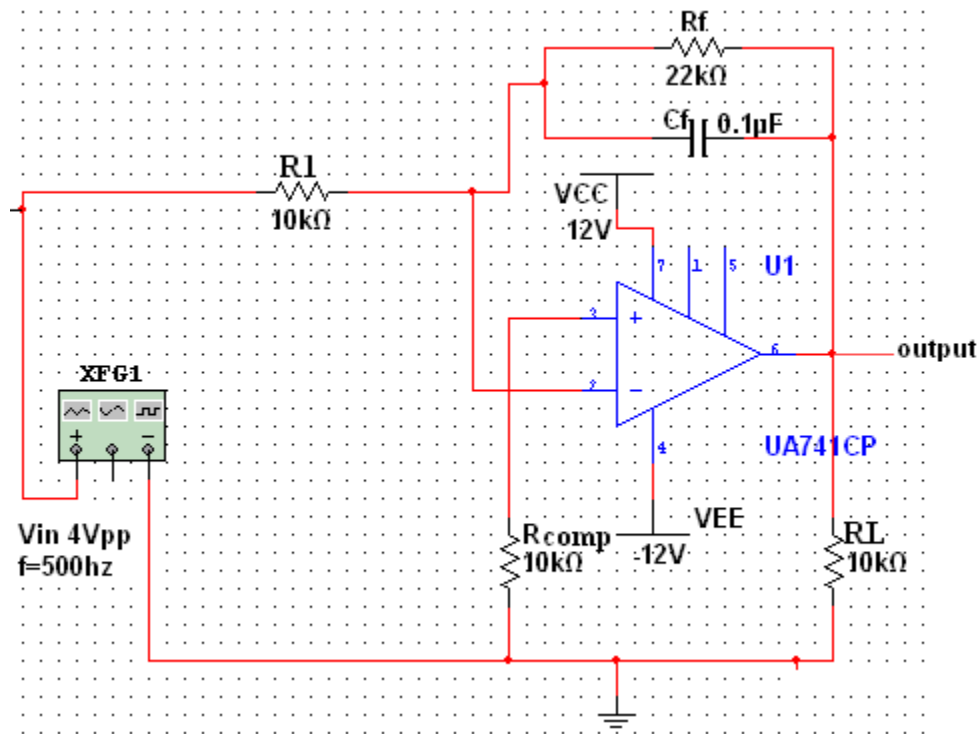 Rf
22kΩ
Cf 0.1µF
R1
10kΩ
VCC
12V
7 1 5 U1
3 +
6 output
2 −
XFG1
+ −
4 UA741CP
Vin 4Vpp
f=500hz
Rcomp
10kΩ
VEE
-12V
RL
10kΩ